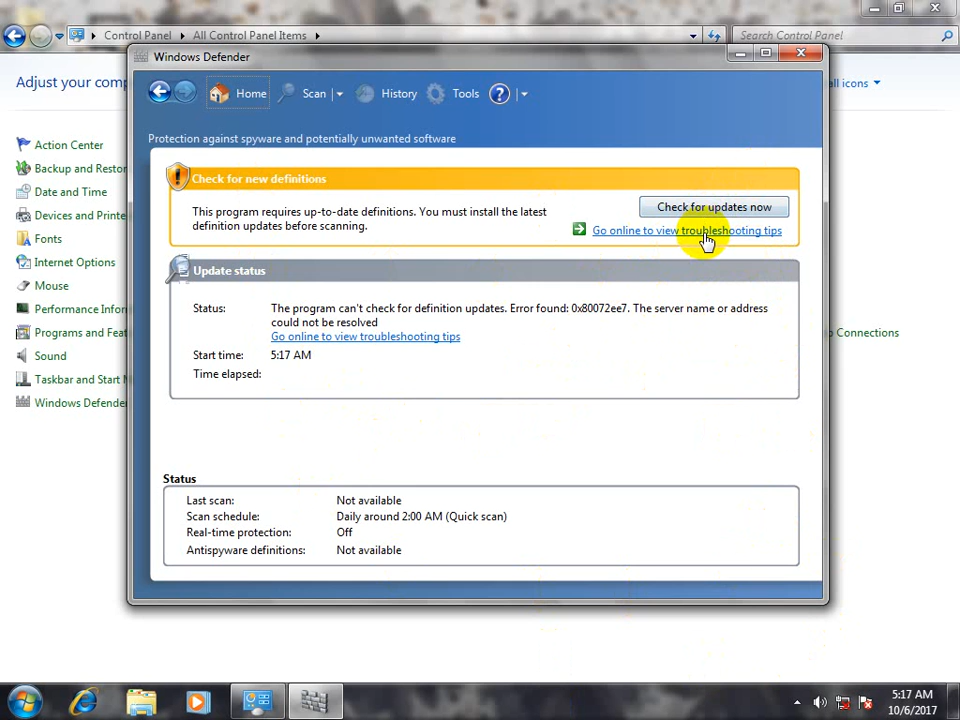 Control Panel
All Control Panel Items
Search Control Panel
Adjust your comp
all icons
Windows Defender
Home
Scan
History
Tools
?
Protection against spyware and potentially unwanted software
Check for new definitions
This program requires up-to-date definitions. You must install the latest
definition updates before scanning.
Check for updates now
Go online to view troubleshooting tips
Update status
Status:
The program can't check for definition updates. Error found: 0x80072ee7. The server name or address
could not be resolved
Go online to view troubleshooting tips
Start time:
5:17 AM
Time elapsed:
Status
Last scan:
Not available
Scan schedule:
Daily around 2:00 AM (Quick scan)
Real-time protection:
Off
Antispyware definitions:
Not available
Action Center
Backup and Restor
Date and Time
Devices and Printe
Fonts
Internet Options
Mouse
Performance Infor
Programs and Feat
Sound
Taskbar and Start M
Windows Defende
p Connections
5:17 AM
10/6/2017